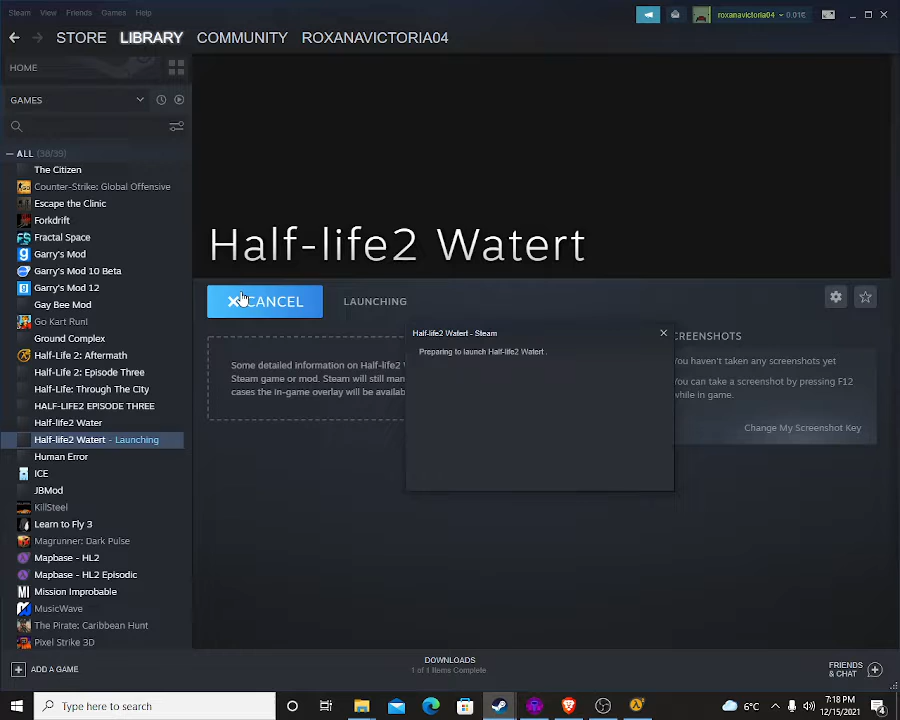 Steam View Friends Games Help
roxanavictoria04 0.01€
STORE LIBRARY COMMUNITY ROXANAVICTORIA04
HOME
GAMES
ALL (38/39)
The Citizen
Counter-Strike: Global Offensive
Escape the Clinic
Forkdrift
Fractal Space
Garry's Mod
Garry's Mod 10 Beta
Garry's Mod 12
Gay Bee Mod
Go Kart Run!
Ground Complex
Half-Life 2: Aftermath
Half-Life 2: Episode Three
Half-Life: Through The City
HALF-LIFE2 EPISODE THREE
Half-life2 Water
Half-life2 Watert - Launching
Human Error
ICE
JBMod
KillSteel
Learn to Fly 3
Magrunner: Dark Pulse
Mapbase - HL2
Mapbase - HL2 Episodic
Mission Improbable
MusicWave
The Pirate: Caribbean Hunt
Pixel Strike 3D
Half-life2 Watert
CANCEL
LAUNCHING
Some detailed information on Half-life2
Steam game or mod. Steam will still man
cases the in-game overlay will be availab
Half-life2 Watert - Steam
Preparing to launch Half-life2 Watert .
SCREENSHOTS
You haven't taken any screenshots yet
You can take a screenshot by pressing F12
while in game.
Change My Screenshot Key
ADD A GAME
DOWNLOADS
1 of 1 Items Complete
FRIENDS
& CHAT
Type here to search
6°C
7:18 PM
12/15/2021
4